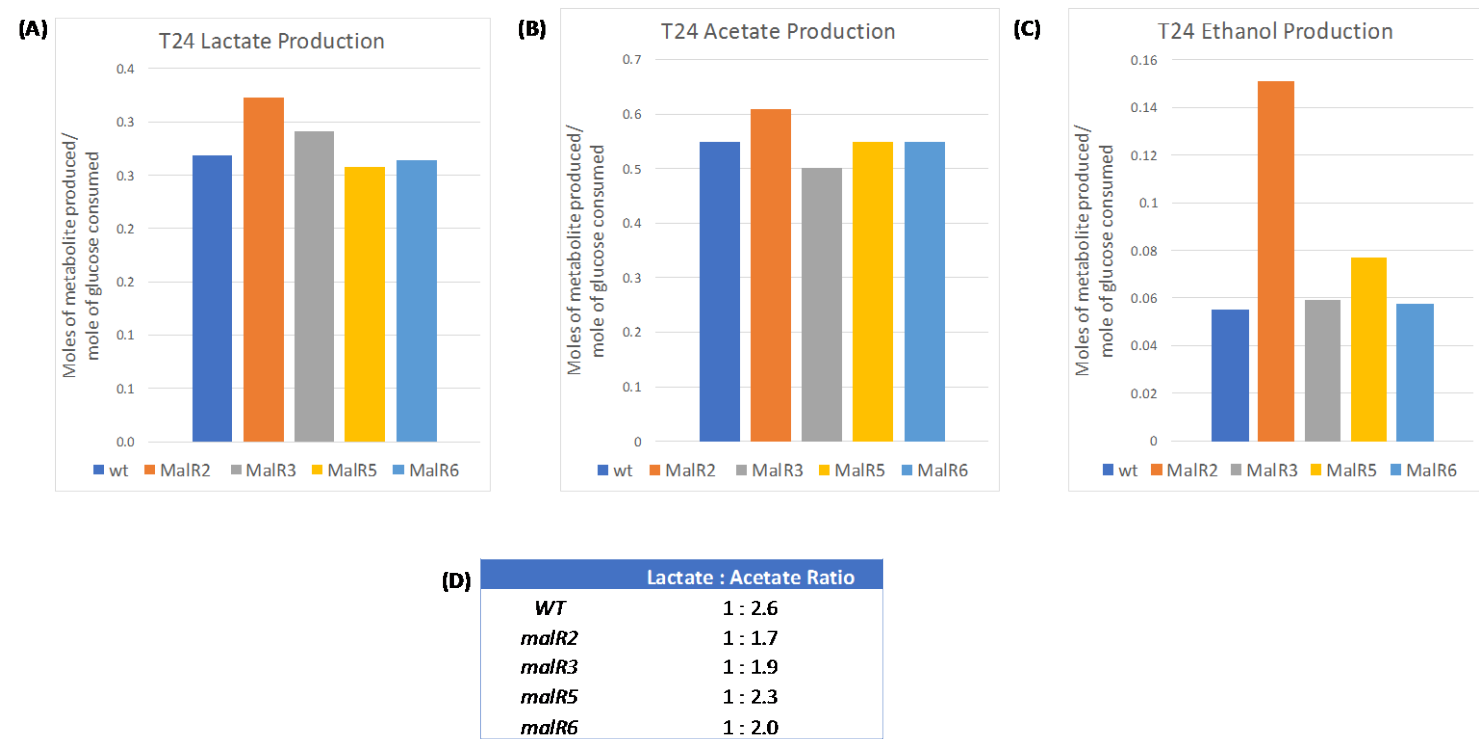 (A)
T24 Lactate Production
Moles of metabolite produced/
mole of glucose consumed
0.4
0.3
0.3
0.2
0.2
0.1
0.1
0.0
wt MalR2 MalR3 MalR5 MalR6
(B)
T24 Acetate Production
Moles of metabolite produced/
mole of glucose consumed
0.7
0.6
0.5
0.4
0.3
0.2
0.1
0
wt MalR2 MalR3 MalR5 MalR6
(C)
T24 Ethanol Production
Moles of metabolite produced/
mole of glucose consumed
0.16
0.14
0.12
0.1
0.08
0.06
0.04
0.02
0
wt MalR2 MalR3 MalR5 MalR6
(D)
Lactate : Acetate Ratio
WT 1 : 2.6
malR2 1 : 1.7
malR3 1 : 1.9
malR5 1 : 2.3
malR6 1 : 2.0